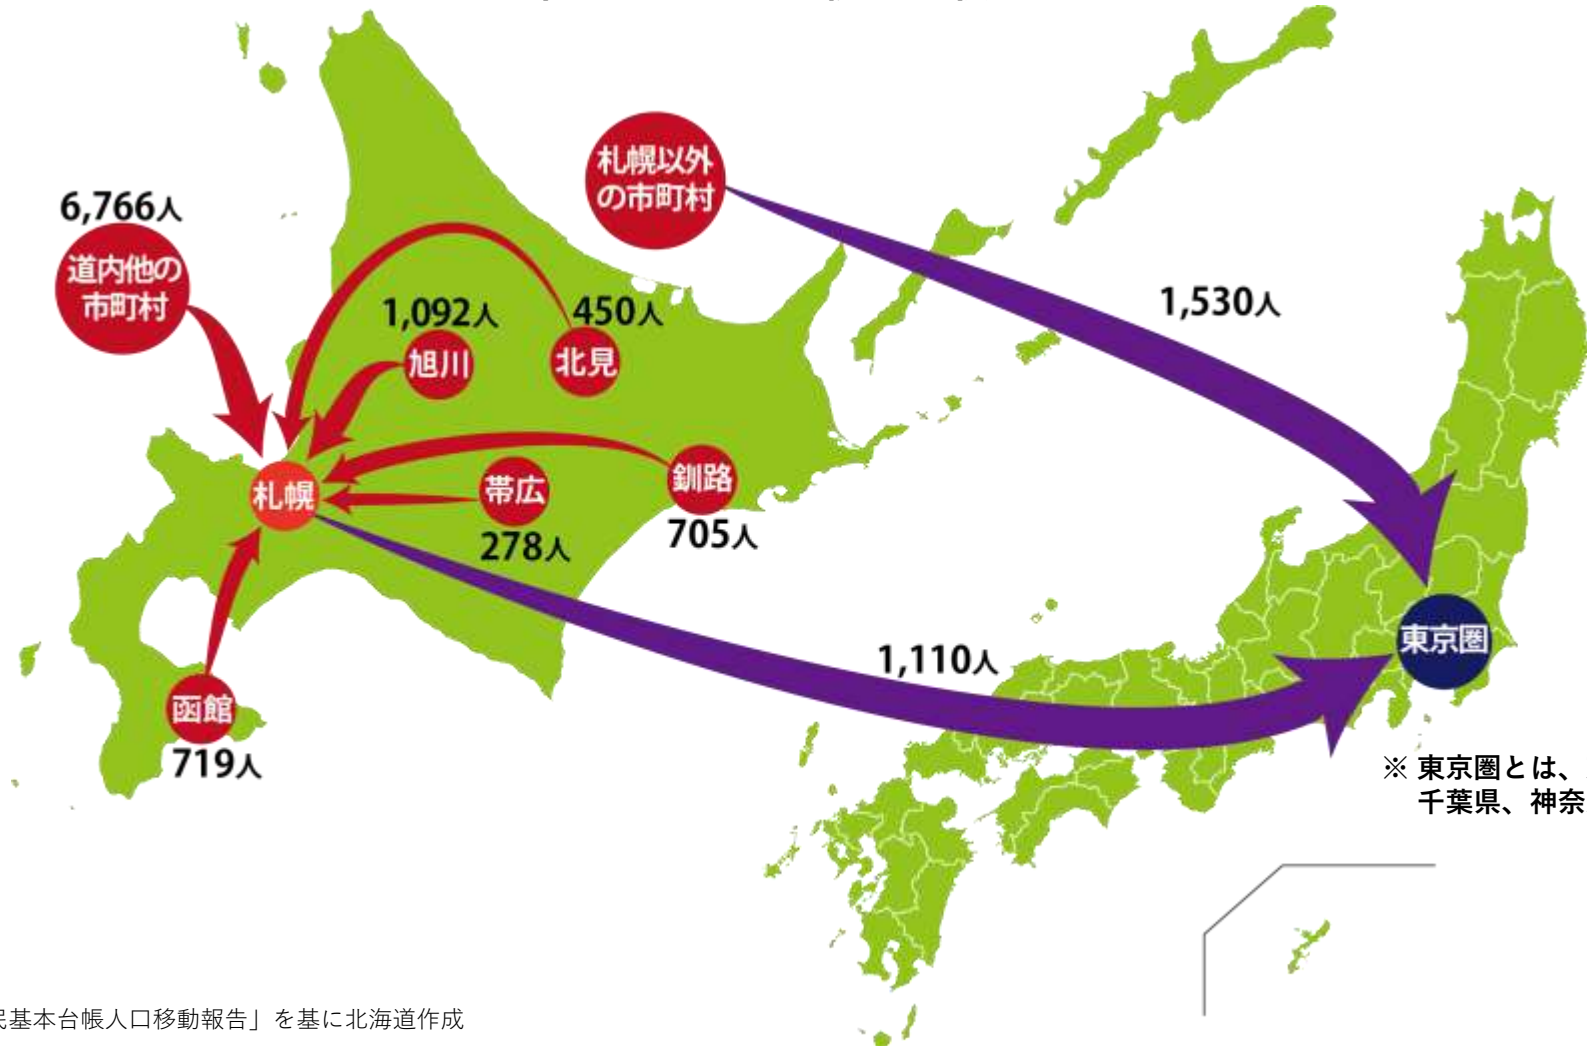 札幌以外
の市町村
6,766人
道内他の
市町村
1,530人
1,092人
450人
旭川
北見
札幌
帯広
釧路
278人
705人
東京圏
1,110人
函館
719人
※ 東京圏とは、
千葉県、神奈
民基本台帳人口移動報告」を基に北海道作成